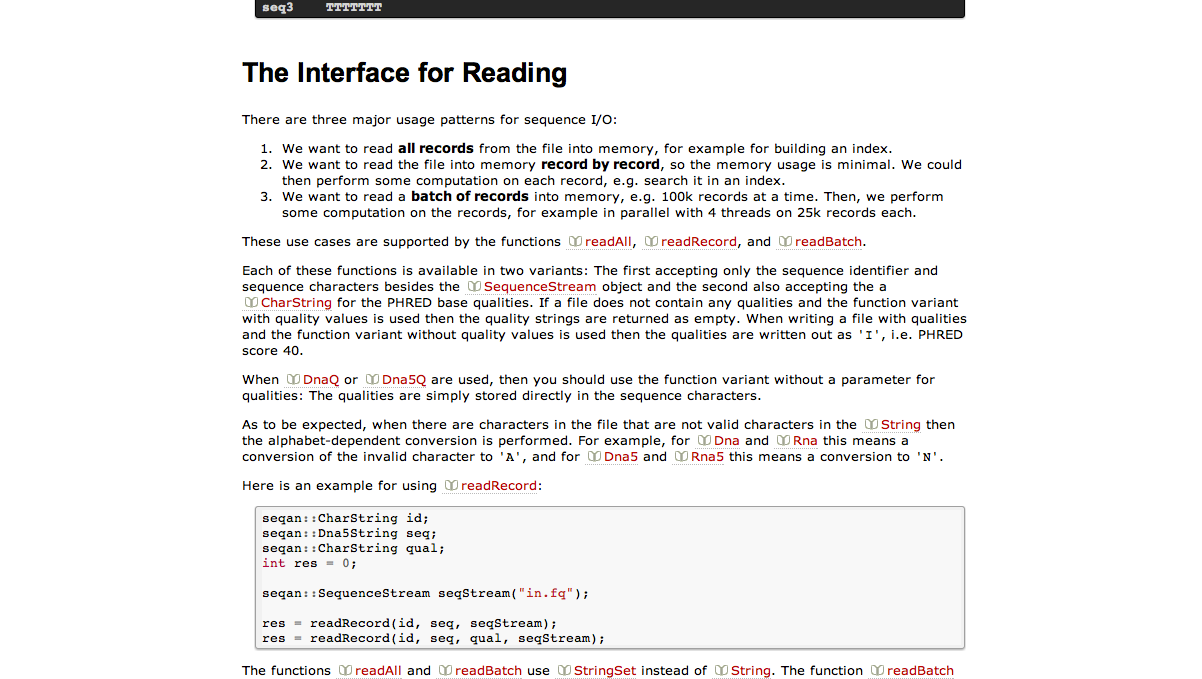 seq3    TTTTTTT
The Interface for Reading
There are three major usage patterns for sequence I/O:
1. We want to read all records from the file into memory, for example for building an index.
2. We want to read the file into memory record by record, so the memory usage is minimal. We could
then perform some computation on each record, e.g. search it in an index.
3. We want to read a batch of records into memory, e.g. 100k records at a time. Then, we perform
some computation on the records, for example in parallel with 4 threads on 25k records each.
These use cases are supported by the functions readAll, readRecord, and readBatch.
Each of these functions is available in two variants: The first accepting only the sequence identifier and
sequence characters besides the SequenceStream object and the second also accepting the a
CharString for the PHRED base qualities. If a file does not contain any qualities and the function variant
with quality values is used then the quality strings are returned as empty. When writing a file with qualities
and the function variant without quality values is used then the qualities are written out as 'I', i.e. PHRED
score 40.
When DnaQ or Dna5Q are used, then you should use the function variant without a parameter for
qualities: The qualities are simply stored directly in the sequence characters.
As to be expected, when there are characters in the file that are not valid characters in the String then
the alphabet-dependent conversion is performed. For example, for Dna and Rna this means a
conversion of the invalid character to 'A', and for Dna5 and Rna5 this means a conversion to 'N'.
Here is an example for using readRecord:
seqan::CharString id;
seqan::Dna5String seq;
seqan::CharString qual;
int res = 0;
seqan::SequenceStream seqStream("in.fq");
res = readRecord(id, seq, seqStream);
res = readRecord(id, seq, qual, seqStream);
The functions readAll and readBatch use StringSet instead of String. The function readBatch